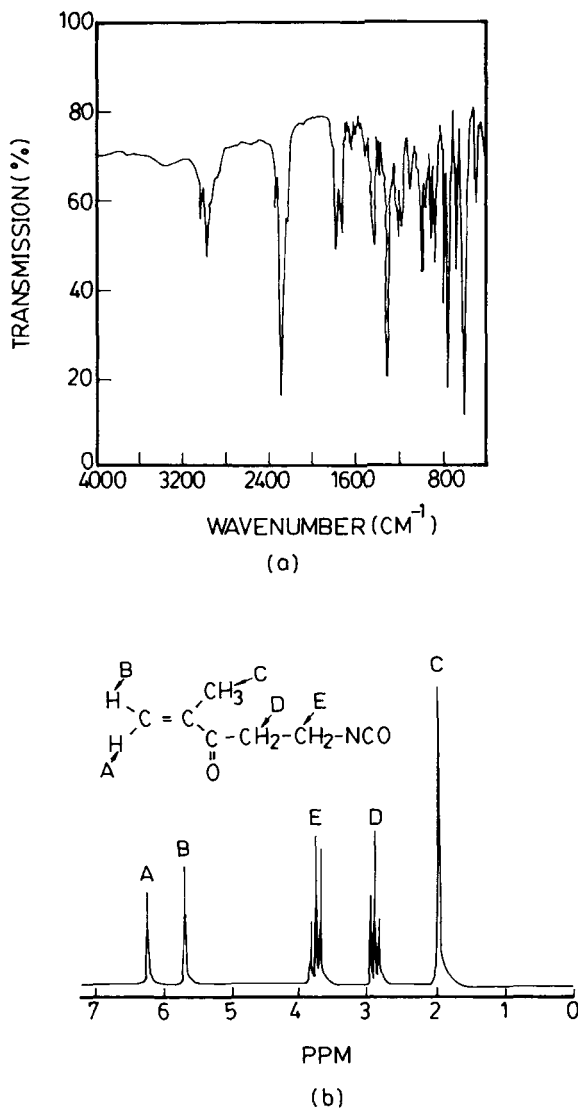 100
80
60
40
20
0
TRANSMISSION (%)
4000 3200 2400 1600 800
WAVENUMBER (CM⁻¹)
(a)
B
H
CH₃ C
D
E
C = C
H
A
C - CH₂-CH₂-NCO
O
C
E
D
A
B
7 6 5 4 3 2 1 0
PPM
(b)